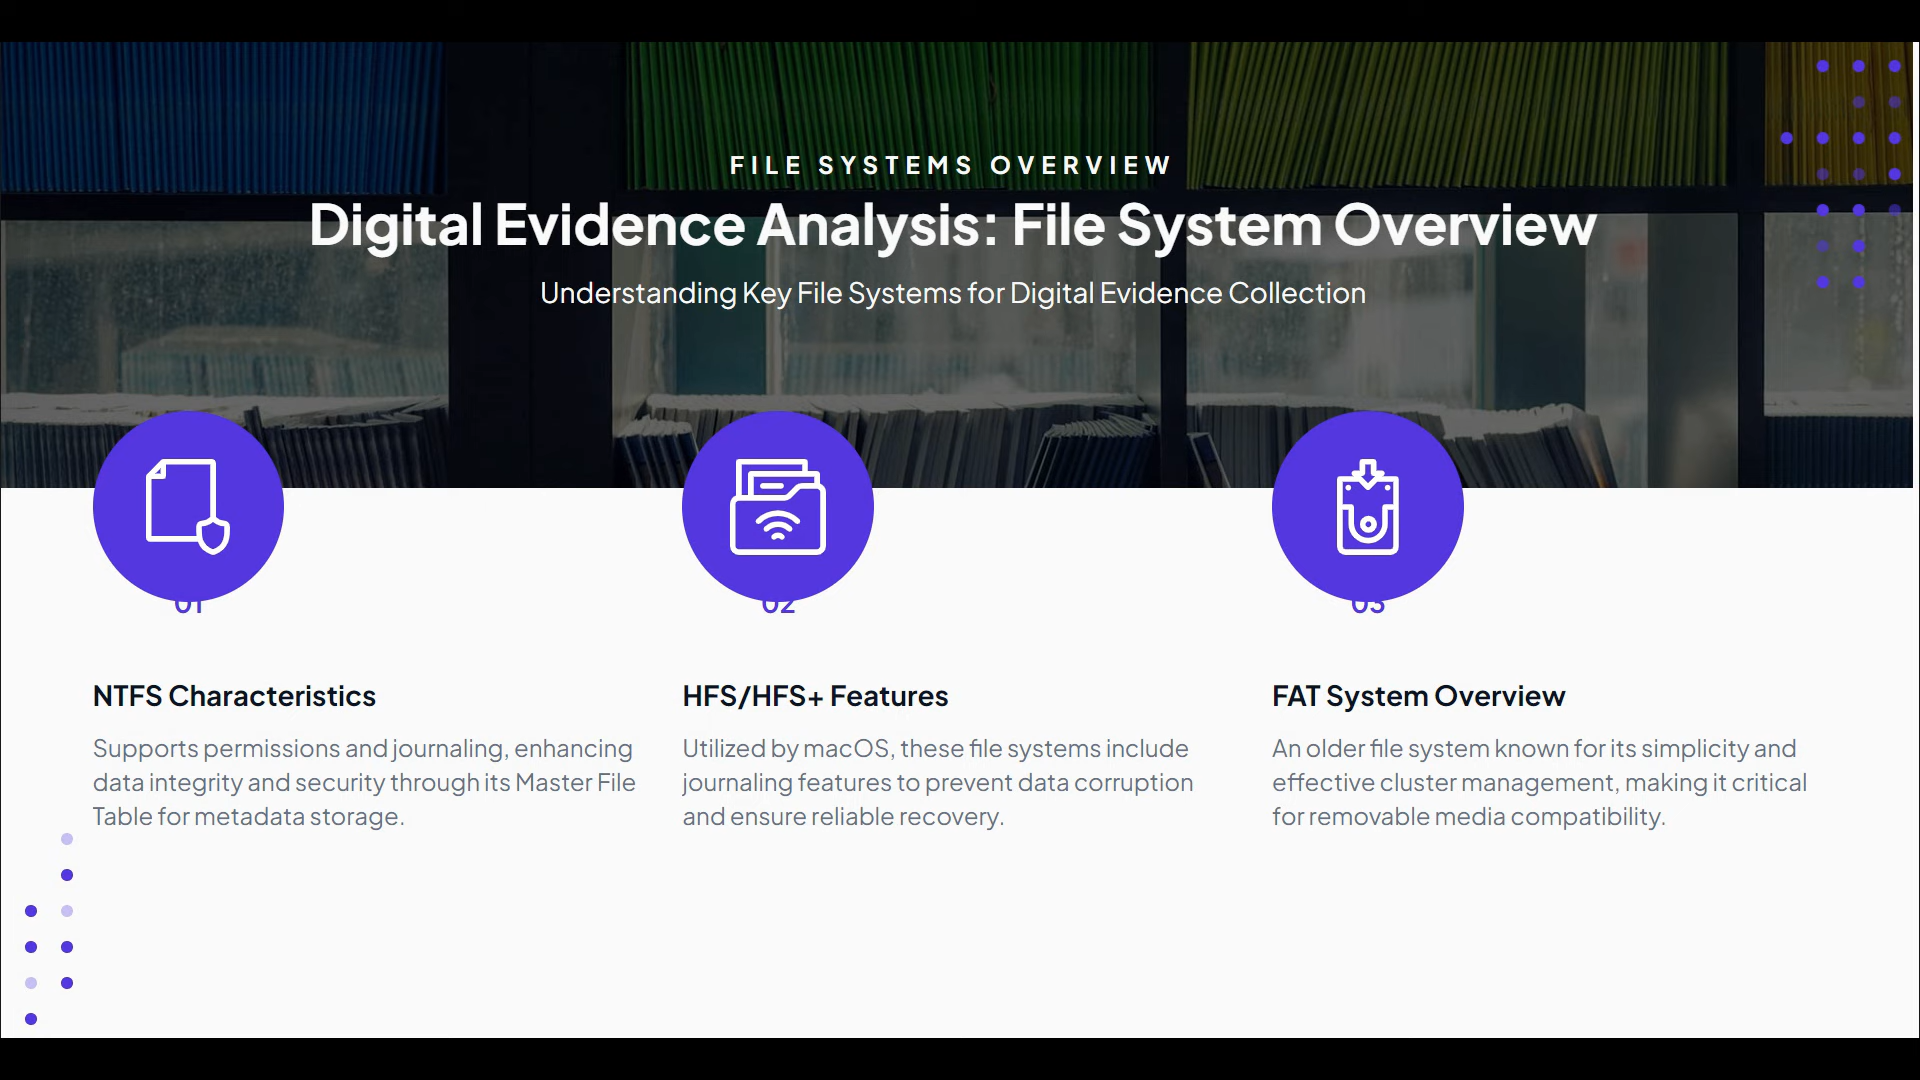 FILE SYSTEMS OVERVIEW
Digital Evidence Analysis: File System Overview
Understanding Key File Systems for Digital Evidence Collection
01
NTFS Characteristics
Supports permissions and journaling, enhancing
data integrity and security through its Master File
Table for metadata storage.
02
HFS/HFS+ Features
Utilized by macOS, these file systems include
journaling features to prevent data corruption
and ensure reliable recovery.
03
FAT System Overview
An older file system known for its simplicity and
effective cluster management, making it critical
for removable media compatibility.